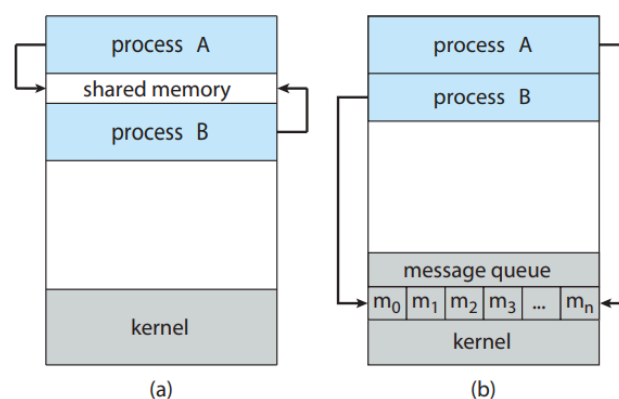 process A
shared memory
process B
kernel
(a)
process A
process B
message queue
m0 m1 m2 m3 ... mn
kernel
(b)